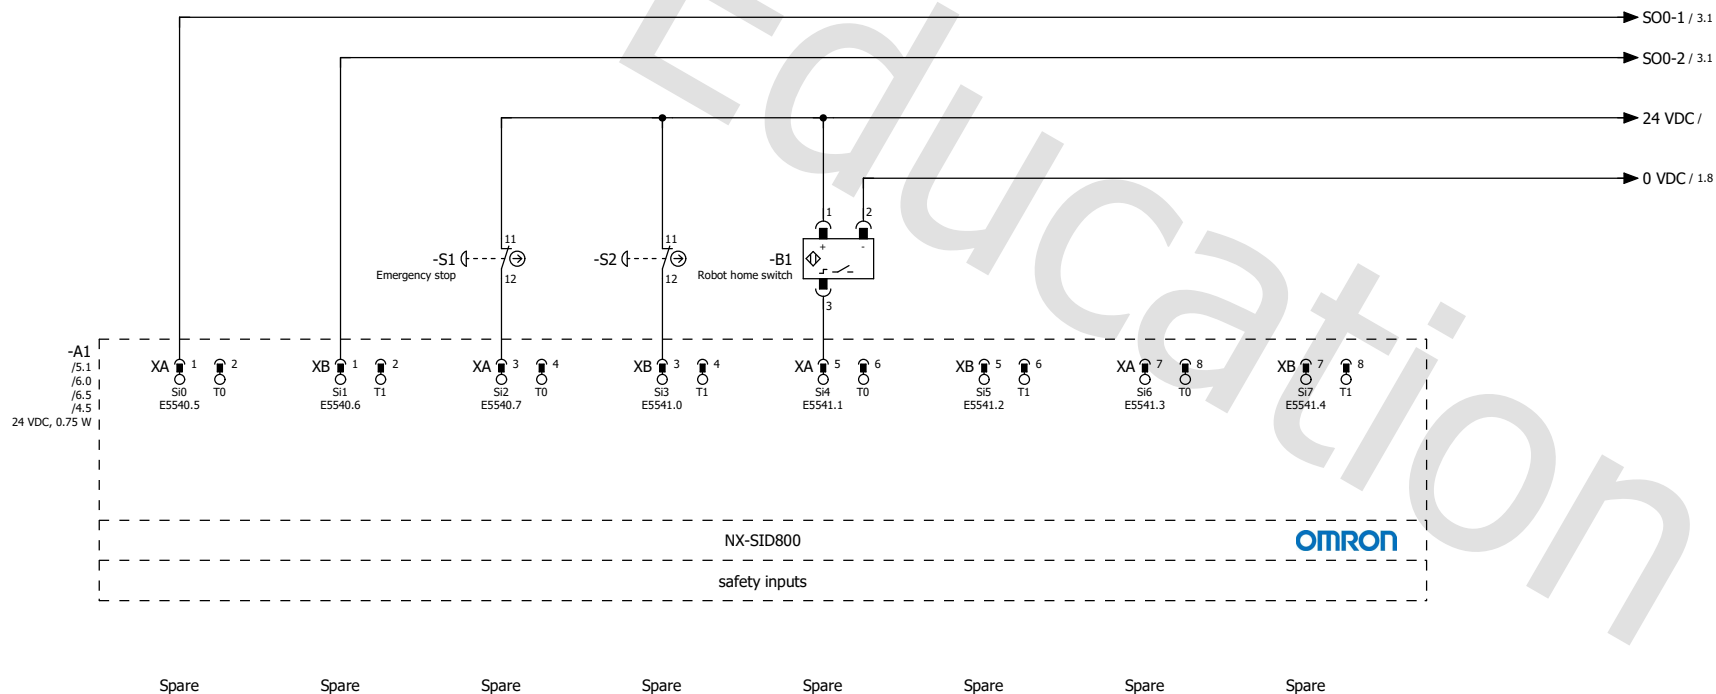 SO0-1 / 3.1
SO0-2 / 3.1
24 VDC /
0 VDC / 1.8
1 2
11 11
-S1 -S2 -B1 + -
Emergency stop Robot home switch
12 12
3
-A1
/5.1
/6.0
/6.5
/4.5
24 VDC, 0.75 W
XA 1 2 XB 1 2 XA 3 4 XB 3 4 XA 5 6 XB 5 6 XA 7 8 XB 7 8
Si0 T0 Si1 T1 Si2 T0 Si3 T1 Si4 T0 Si5 T1 Si6 T0 Si7 T1
E5540.5 E5540.6 E5540.7 E5541.0 E5541.1 E5541.2 E5541.3 E5541.4
NX-SID800 OMRON
safety inputs
Spare Spare Spare Spare Spare Spare Spare Spare
Education